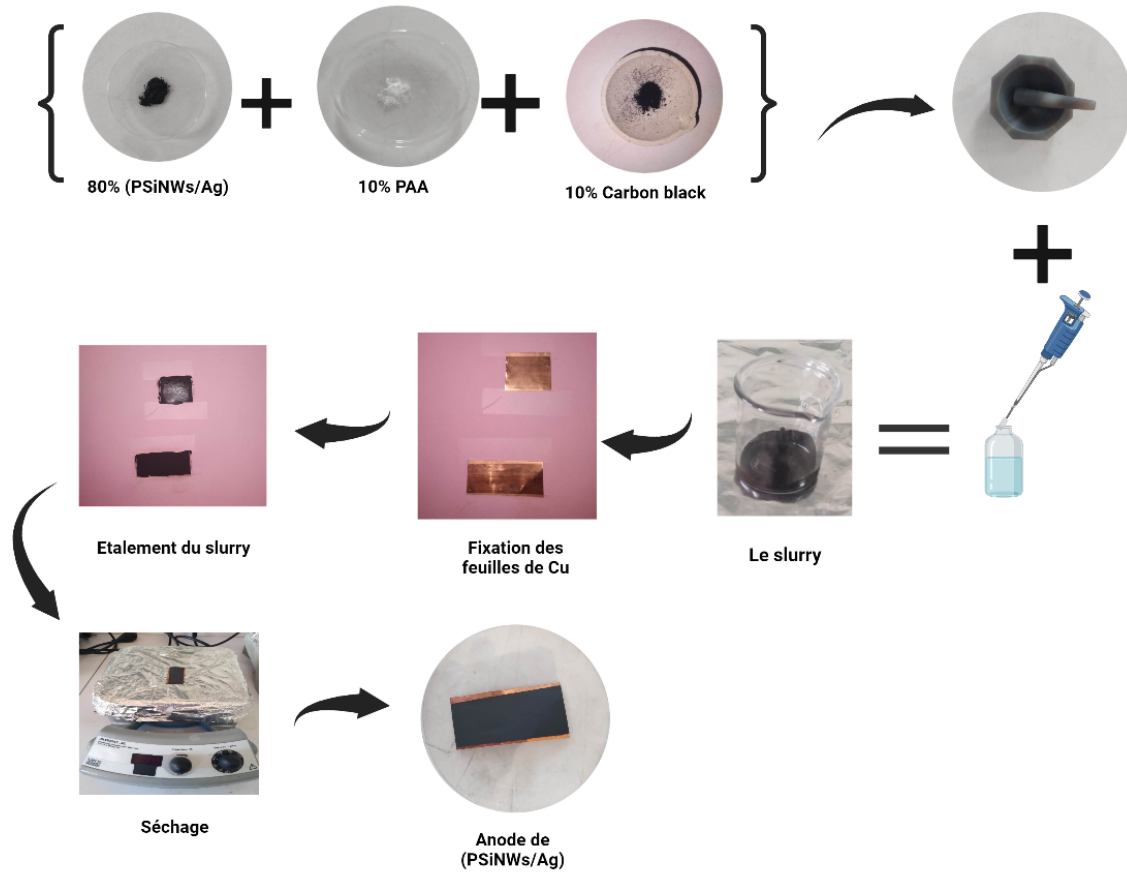 80% (PSiNWs/Ag)
10% PAA
10% Carbon black
Etalement du slurry
Fixation des
feuilles de Cu
Le slurry
Séchage
Anode de
(PSiNWs/Ag)